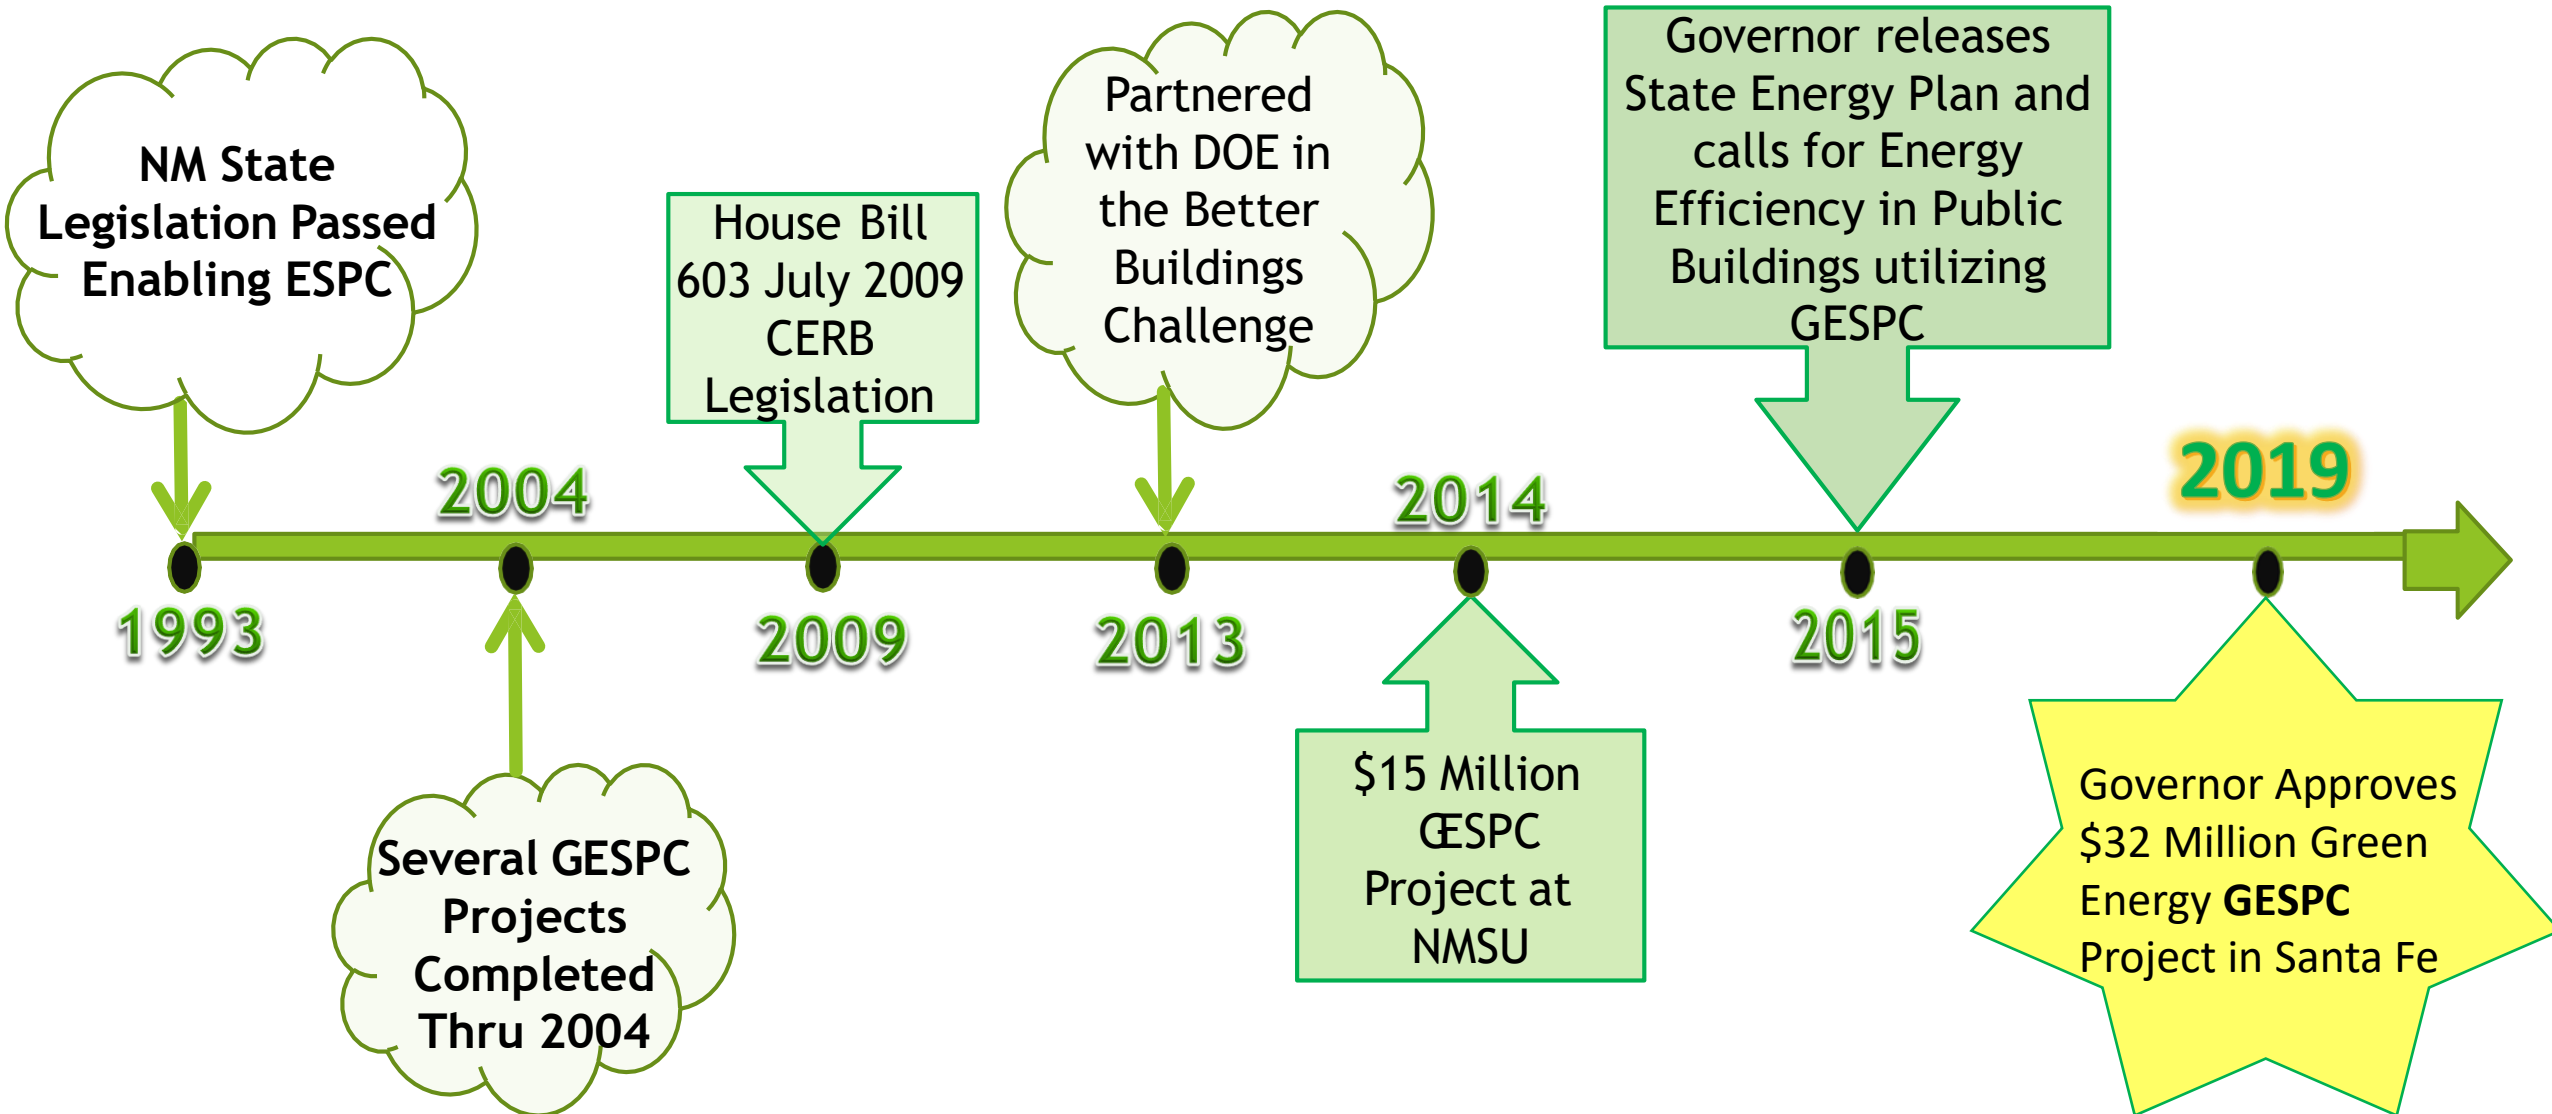 NM State
Legislation Passed
Enabling ESPC
House Bill
603 July 2009
CERB
Legislation
Partnered
with DOE in
the Better
Buildings
Challenge
Governor releases
State Energy Plan and
calls for Energy
Efficiency in Public
Buildings utilizing
GESPC
2004
2014
2019
1993
2009
2013
2015
Several GESPC
Projects
Completed
Thru 2004
$15 Million
GESPC
Project at
NMSU
Governor Approves
$32 Million Green
Energy GESPC
Project in Santa Fe